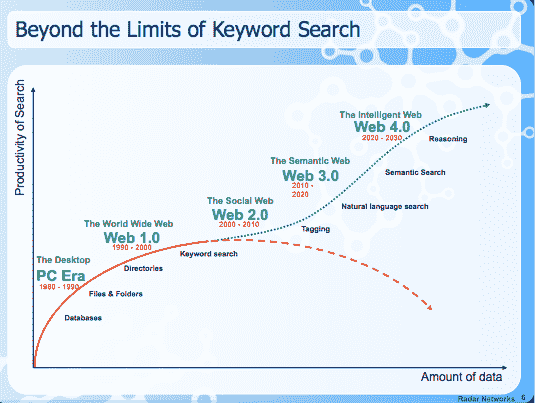 Beyond the Limits of Keyword Search
Productivity of Search
The Intelligent Web
Web 4.0
2020 - 2030
Reasoning
The Semantic Web
Web 3.0
2010 -
2020
Semantic Search
Natural language search
The Social Web
Web 2.0
2000 - 2010
Tagging
The World Wide Web
Web 1.0
1990 - 2000
Keyword search
Directories
The Desktop
PC Era
1980 - 1990
Files & Folders
Databases
Amount of data
Radar Networks 6